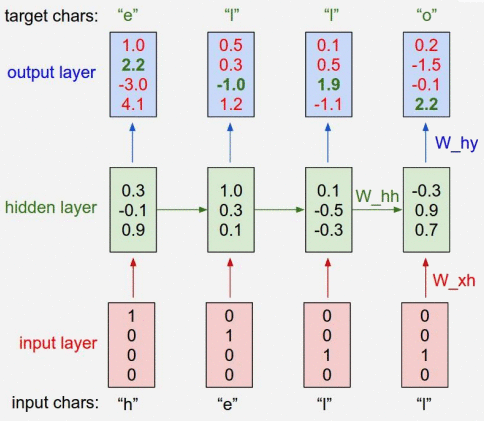 target chars: “e” “l” “l” “o”
output layer
1.0 0.5 0.1 0.2
2.2 0.3 0.5 -1.5
-3.0 -1.0 1.9 -0.1
4.1 1.2 -1.1 2.2
W_hy
hidden layer
0.3 1.0 0.1 -0.3
-0.1 0.3 -0.5 0.9
0.9 0.1 -0.3 0.7
W_hh
W_xh
input layer
1 0 0 0
0 1 0 0
0 0 1 1
0 0 0 0
input chars: “h” “e” “l” “l”